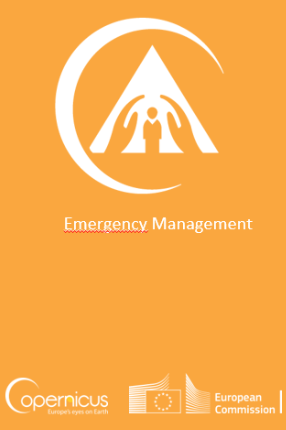 Emergency Management
Copernicus
Europe's eyes on Earth
European
Commission